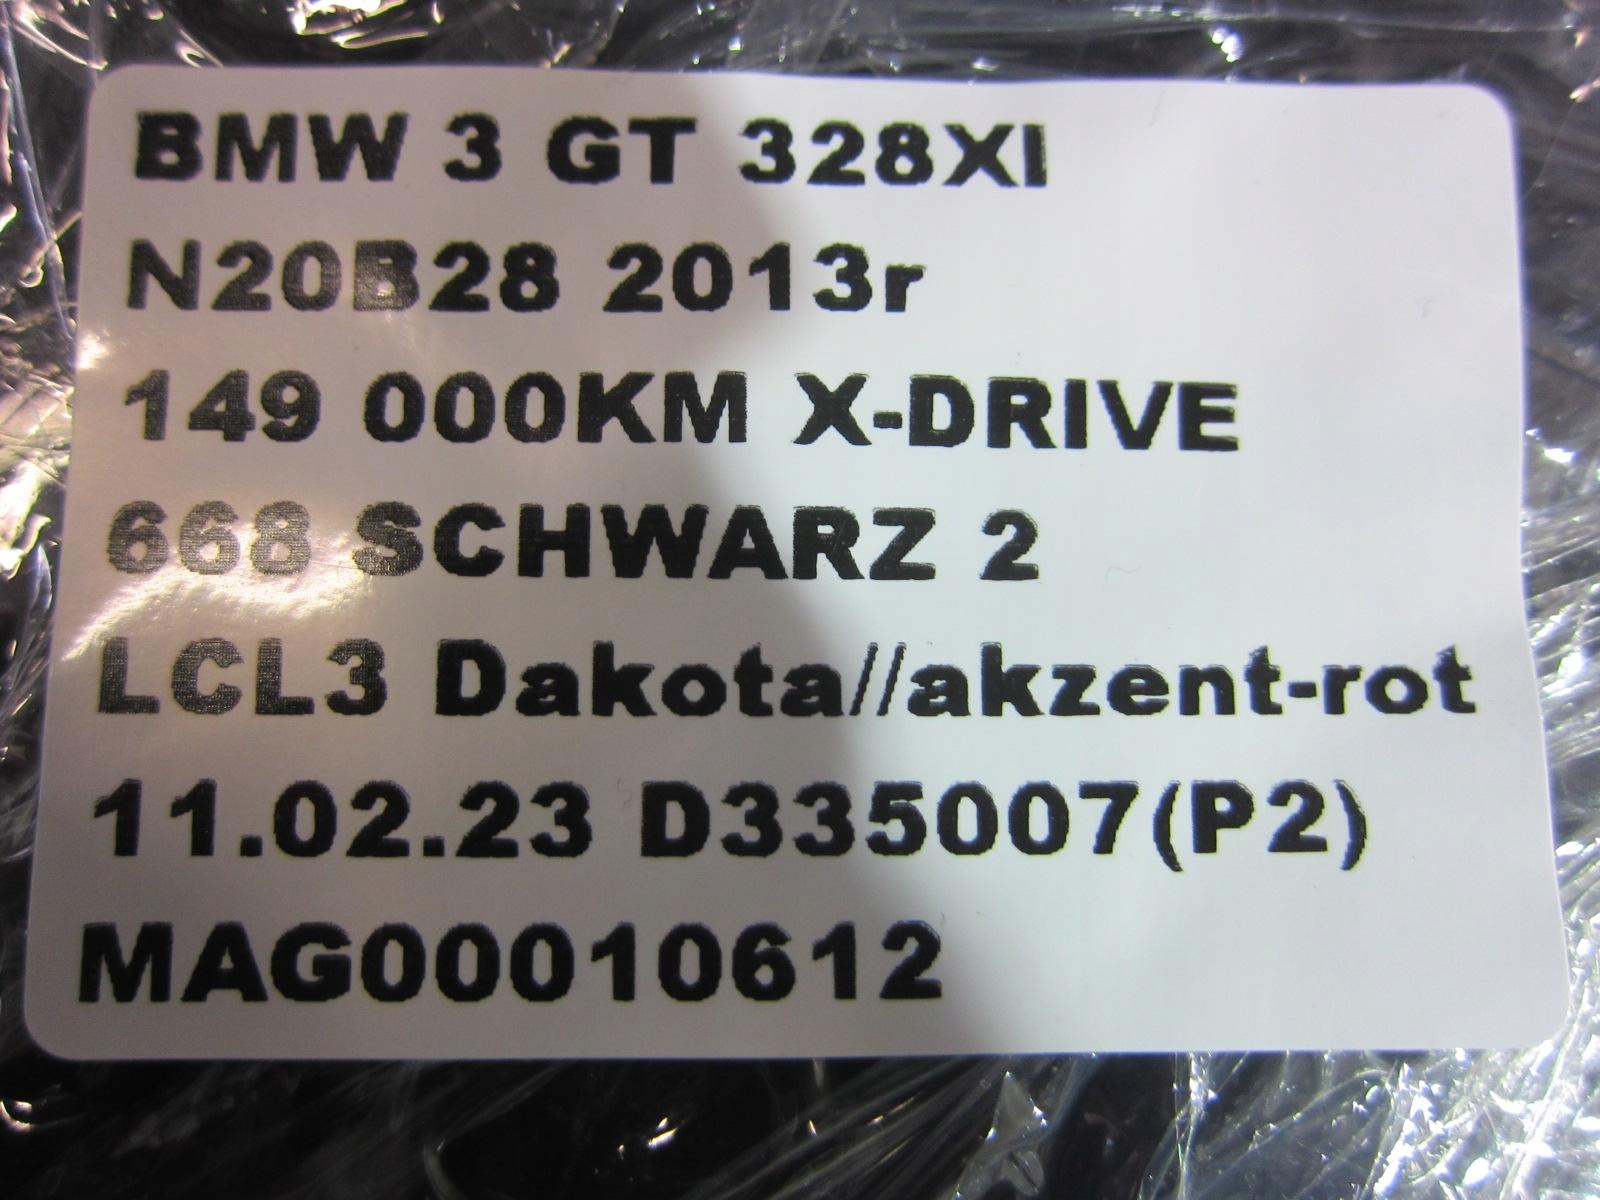 BMW 3 GT 328XI
N20B28 2013r
149 000KM X-DRIVE
668 SCHWARZ 2
LCL3 Dakota//akzent-rot
11.02.23 D335007(P2)
MAG00010612